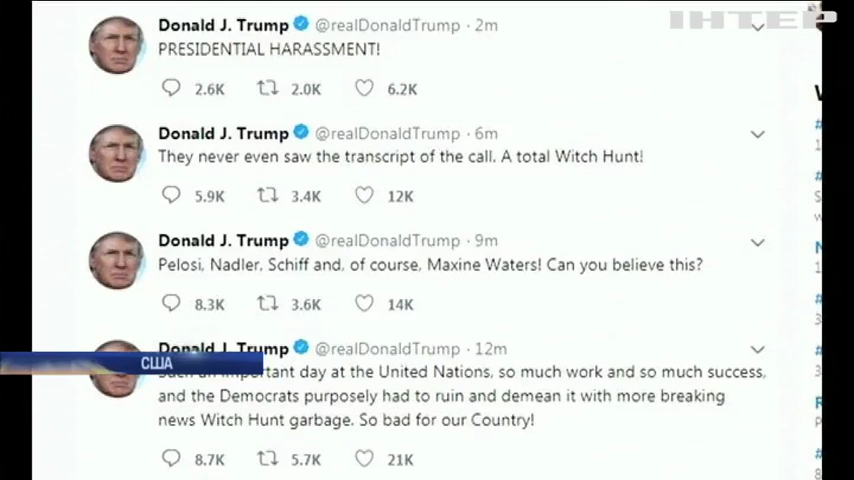 ІНТЕР
Donald J. Trump @realDonaldTrump · 2m
PRESIDENTIAL HARASSMENT!
2.6K 2.0K 6.2K
Donald J. Trump @realDonaldTrump · 6m
They never even saw the transcript of the call. A total Witch Hunt!
5.9K 3.4K 12K
Donald J. Trump @realDonaldTrump · 9m
Pelosi, Nadler, Schiff and, of course, Maxine Waters! Can you believe this?
8.3K 3.6K 14K
Donald J. Trump @realDonaldTrump · 12m
США
Such an important day at the United Nations, so much work and so much success,
and the Democrats purposely had to ruin and demean it with more breaking
news Witch Hunt garbage. So bad for our Country!
8.7K 5.7K 21K